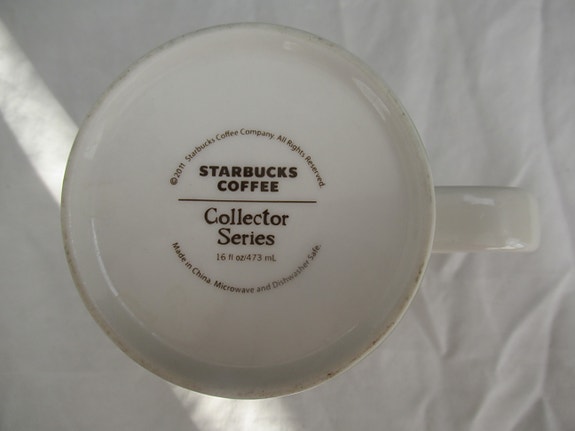 ©2011 Starbucks Coffee Company. All Rights Reserved.
STARBUCKS
COFFEE
Collector
Series
16 fl oz/473 mL
Made in China. Microwave and Dishwasher Safe.